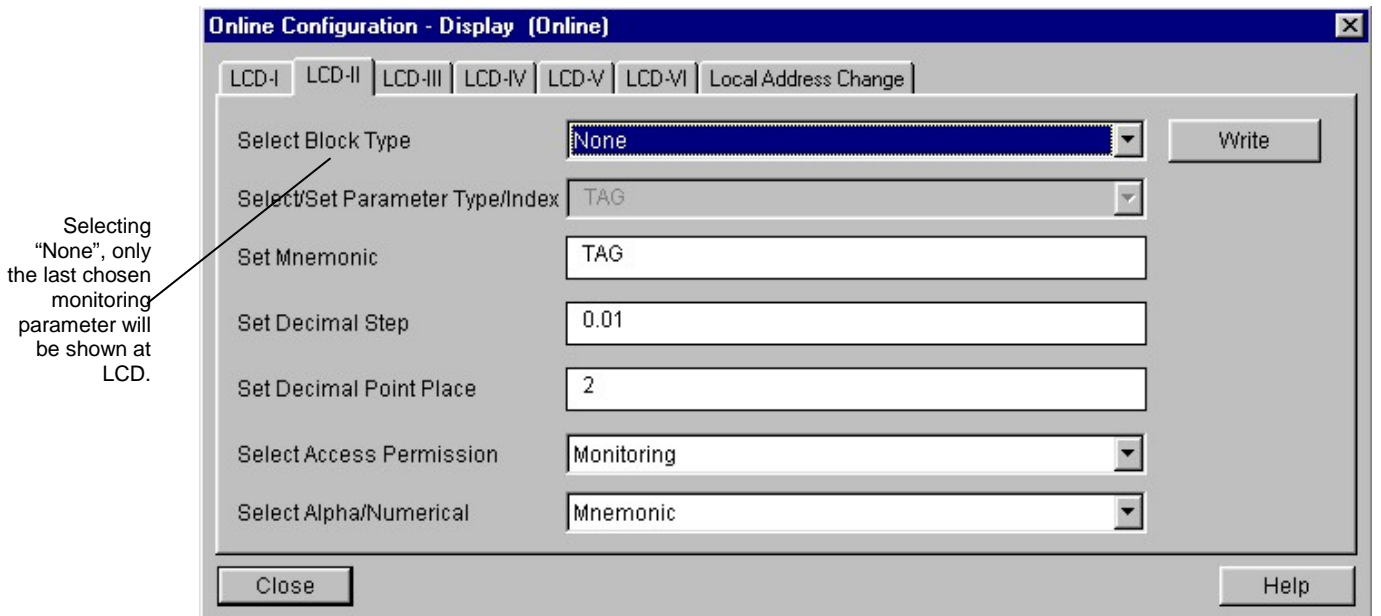 Online Configuration - Display (Online)
LCD-I LCD-II LCD-III LCD-IV LCD-V LCD-VI Local Address Change
Select Block Type None Write
Select/Set Parameter Type/Index TAG
Set Mnemonic TAG
Set Decimal Step 0.01
Set Decimal Point Place 2
Select Access Permission Monitoring
Select Alpha/Numerical Mnemonic
Close Help
Selecting
“None”, only
the last chosen
monitoring
parameter will
be shown at
LCD.